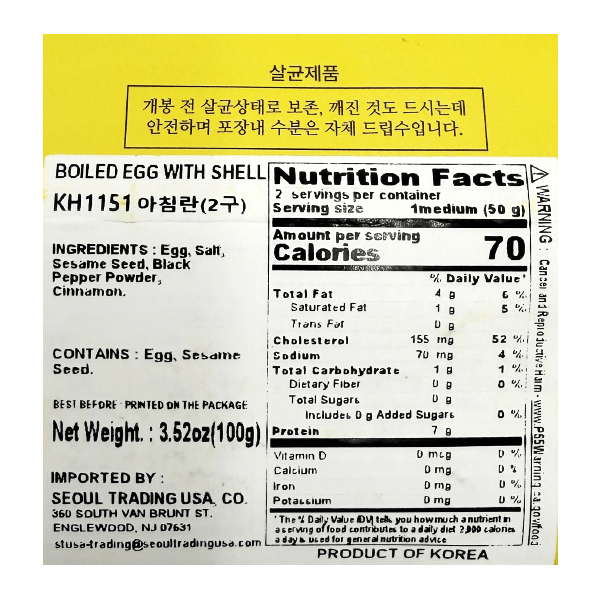 살균제품
개봉 전 살균상태로 보존, 깨진 것도 드시는데
안전하며 포장내 수분은 자체 드립수입니다.
BOILED EGG WITH SHELL
KH1151 아침란(2구)
INGREDIENTS : Egg, Salt,
Sesame Seed, Black
Pepper Powder,
Cinnamon.
CONTAINS : Egg, Sesame
Seed.
BEST BEFORE : PRINTED ON THE PACKAGE
Net Weight. : 3.52oz(100g)
IMPORTED BY :
SEOUL TRADING USA, CO.
360 SOUTH VAN BRUNT ST.
ENGLEWOOD, NJ 07631
stusa-trading@seoultradingusa.com
Nutrition Facts
2 servings per container
Serving size 1medium (50 g)
Amount per serving
Calories 70
% Daily Value*
Total Fat 4 g 6 %
Saturated Fat 1 g 5 %
Trans Fat 0 g
Cholesterol 155 mg 52 %
Sodium 70 mg 4 %
Total Carbohydrate 1 g 1 %
Dietary Fiber 0 g 0 %
Total Sugars 0 g
Includes 0 g Added Sugars 0 %
Protein 7 g
Vitamin D 0 mcg 0 %
Calcium 0 mg 0 %
Iron 0 mg 0 %
Potassium 0 mg 0 %
*The % Daily Value (DV) tells you how much a nutrient in
a serving of food contributes to a daily diet 2,000 calories
a day is used for general nutrition advice
PRODUCT OF KOREA
WARNING : Cancer and Reproductive Harm - www.P65Warning.ca.gov/food